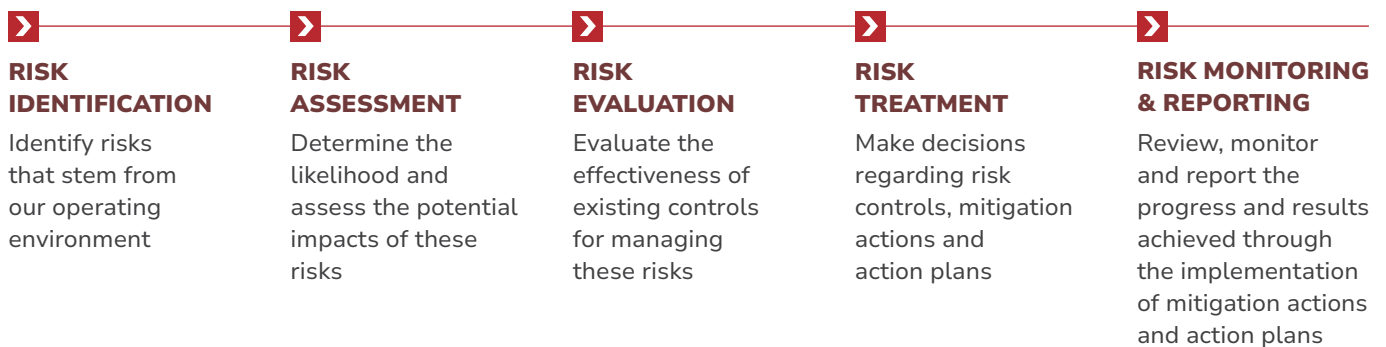 RISK
IDENTIFICATION
Identify risks
that stem from
our operating
environment
RISK
ASSESSMENT
Determine the
likelihood and
assess the potential
impacts of these
risks
RISK
EVALUATION
Evaluate the
effectiveness of
existing controls
for managing
these risks
RISK
TREATMENT
Make decisions
regarding risk
controls, mitigation
actions and
action plans
RISK MONITORING
& REPORTING
Review, monitor
and report the
progress and results
achieved through
the implementation
of mitigation actions
and action plans